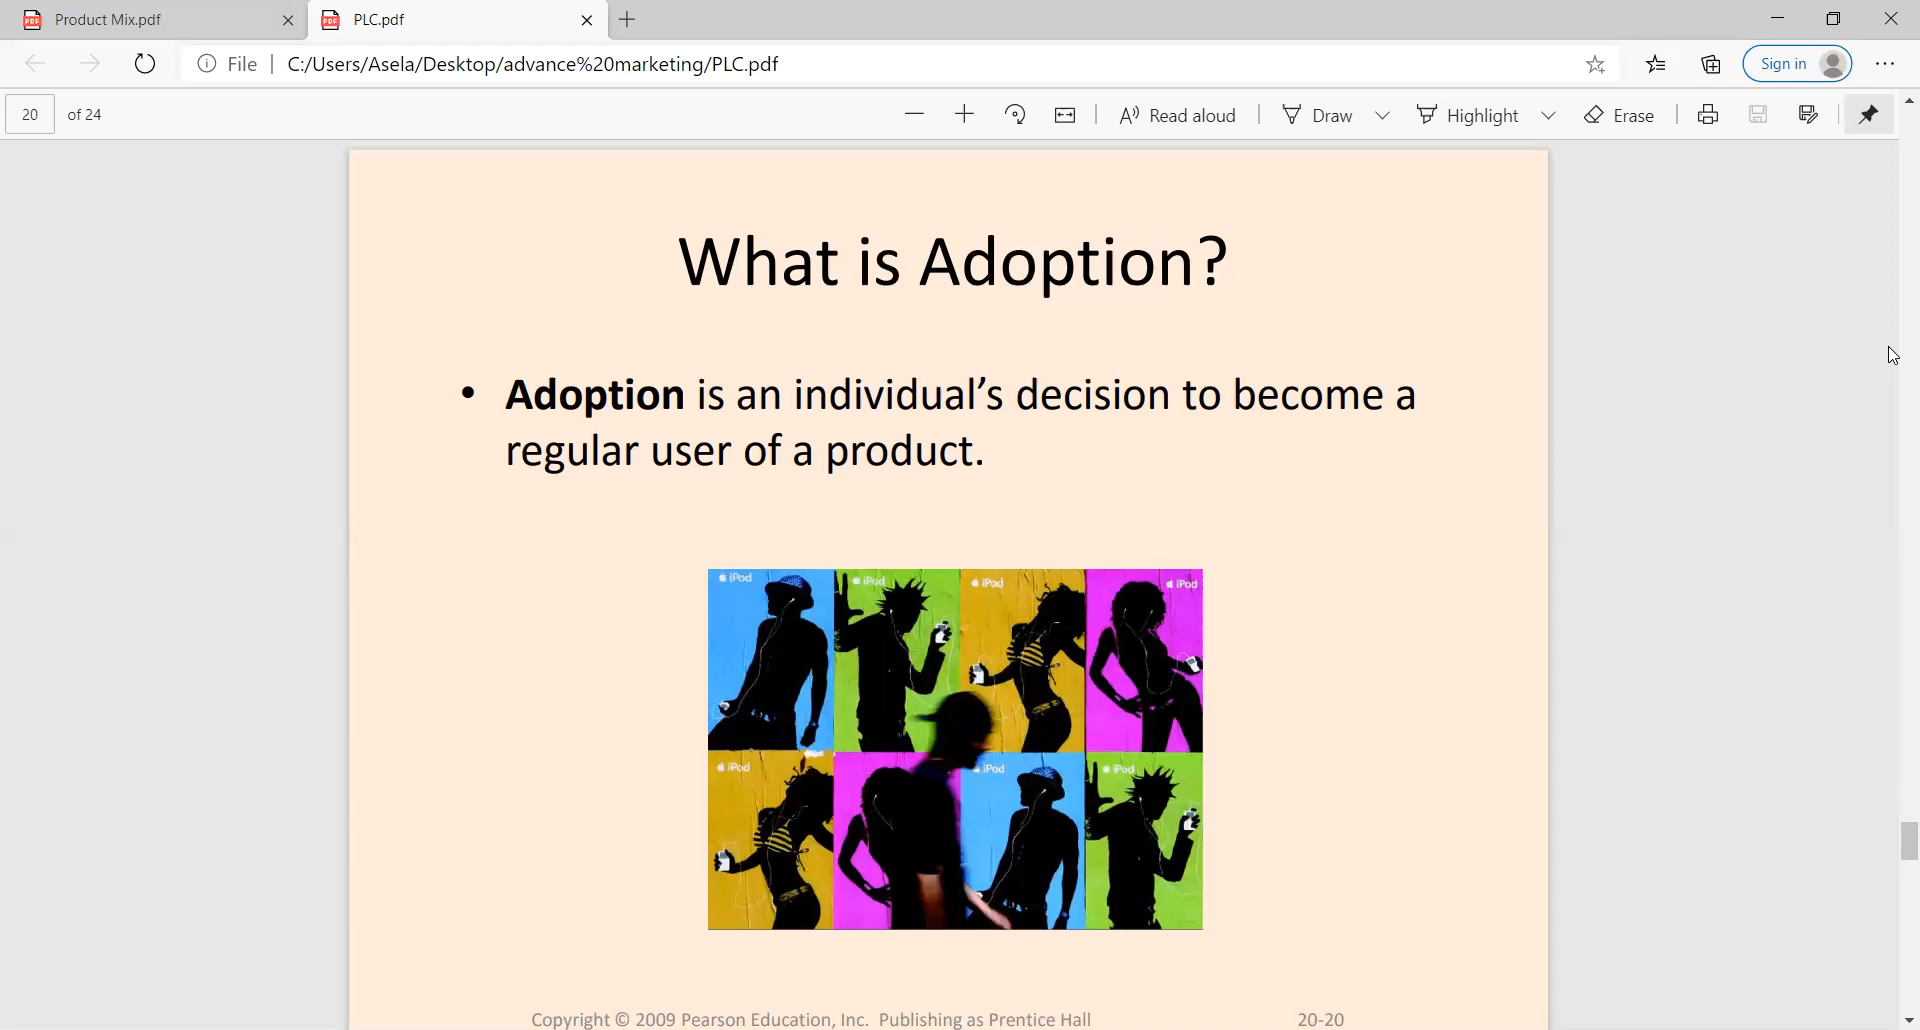 Product Mix.pdf
PLC.pdf
File
C:/Users/Asela/Desktop/advance%20marketing/PLC.pdf
Sign in
20 of 24
Read aloud
Draw
Highlight
Erase
What is Adoption?
• Adoption is an individual’s decision to become a
regular user of a product.
iPod iPod iPod iPod
iPod iPod iPod
Copyright © 2009 Pearson Education, Inc. Publishing as Prentice Hall 20-20